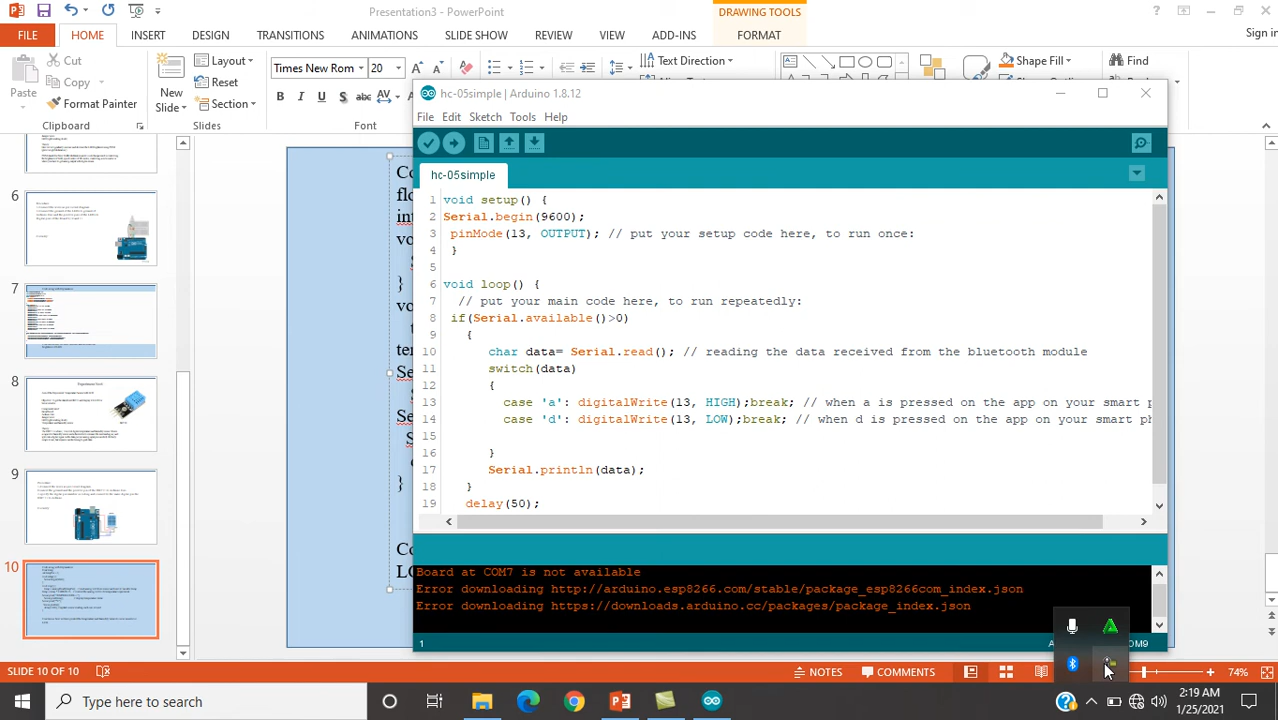 Presentation3 - PowerPoint
DRAWING TOOLS
FILE HOME INSERT DESIGN TRANSITIONS ANIMATIONS SLIDE SHOW REVIEW VIEW ADD-INS FORMAT Sign in
Cut
Copy
Format Painter
Paste
Clipboard
New
Slide
Layout
Reset
Section
Slides
Times New Rom 20
B I U S abc AV
Font
Text Direction
Shape Fill
Find
hc-05simple | Arduino 1.8.12
File Edit Sketch Tools Help
hc-05simple
1 void setup() {
2 Serial.begin(9600);
3 pinMode(13, OUTPUT); // put your setup code here, to run once:
4 }
5
6 void loop() {
7 // put your main code here, to run repeatedly:
8 if(Serial.available()>0)
9 {
10 char data= Serial.read(); // reading the data received from the bluetooth module
11 switch(data)
12 {
13 case 'a': digitalWrite(13, HIGH);break; // when a is pressed on the app on your smart p
14 case 'd': digitalWrite(13, LOW);break; // when d is pressed on the app on your smart ph
15
16 }
17 Serial.println(data);
18 }
19 delay(50);
Board at COM7 is not available
Error downloading http://arduino.esp8266.com/stable/package_esp8266com_index.json
Error downloading https://downloads.arduino.cc/packages/package_index.json
1
OM9
6
7
8
9
10
SLIDE 10 OF 10
NOTES
COMMENTS
74%
Type here to search
2:19 AM
1/25/2021